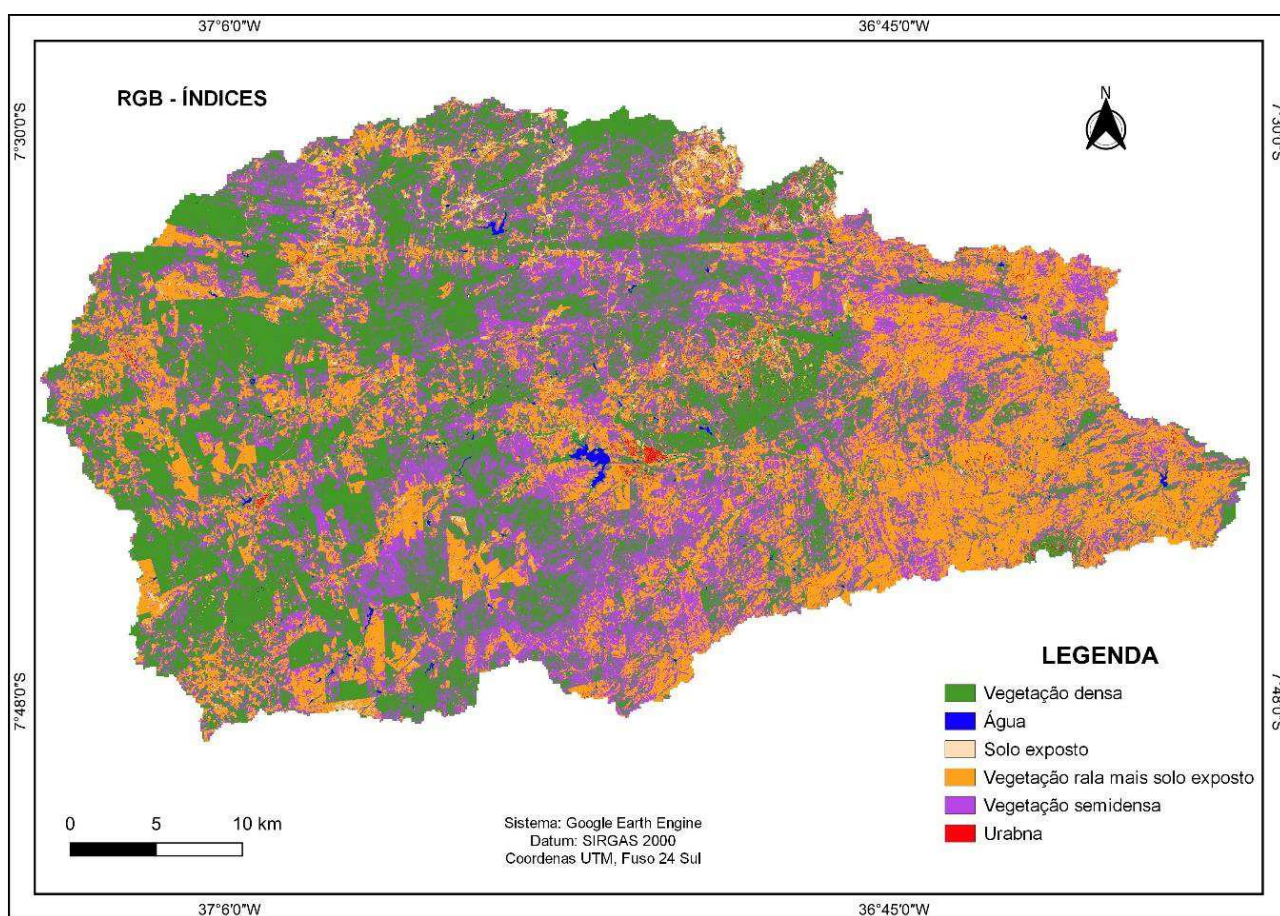 37°6'0"W
36°45'0"W
RGB - ÍNDICES
N
7°30'0"S
7°30'0"S
7°48'0"S
7°48'0"S
LEGENDA
Vegetação densa
Água
Solo exposto
Vegetação rala mais solo exposto
Vegetação semidensa
Urabna
0 5 10 km
Sistema: Google Earth Engine
Datum: SIRGAS 2000
Coordenas UTM, Fuso 24 Sul
37°6'0"W
36°45'0"W